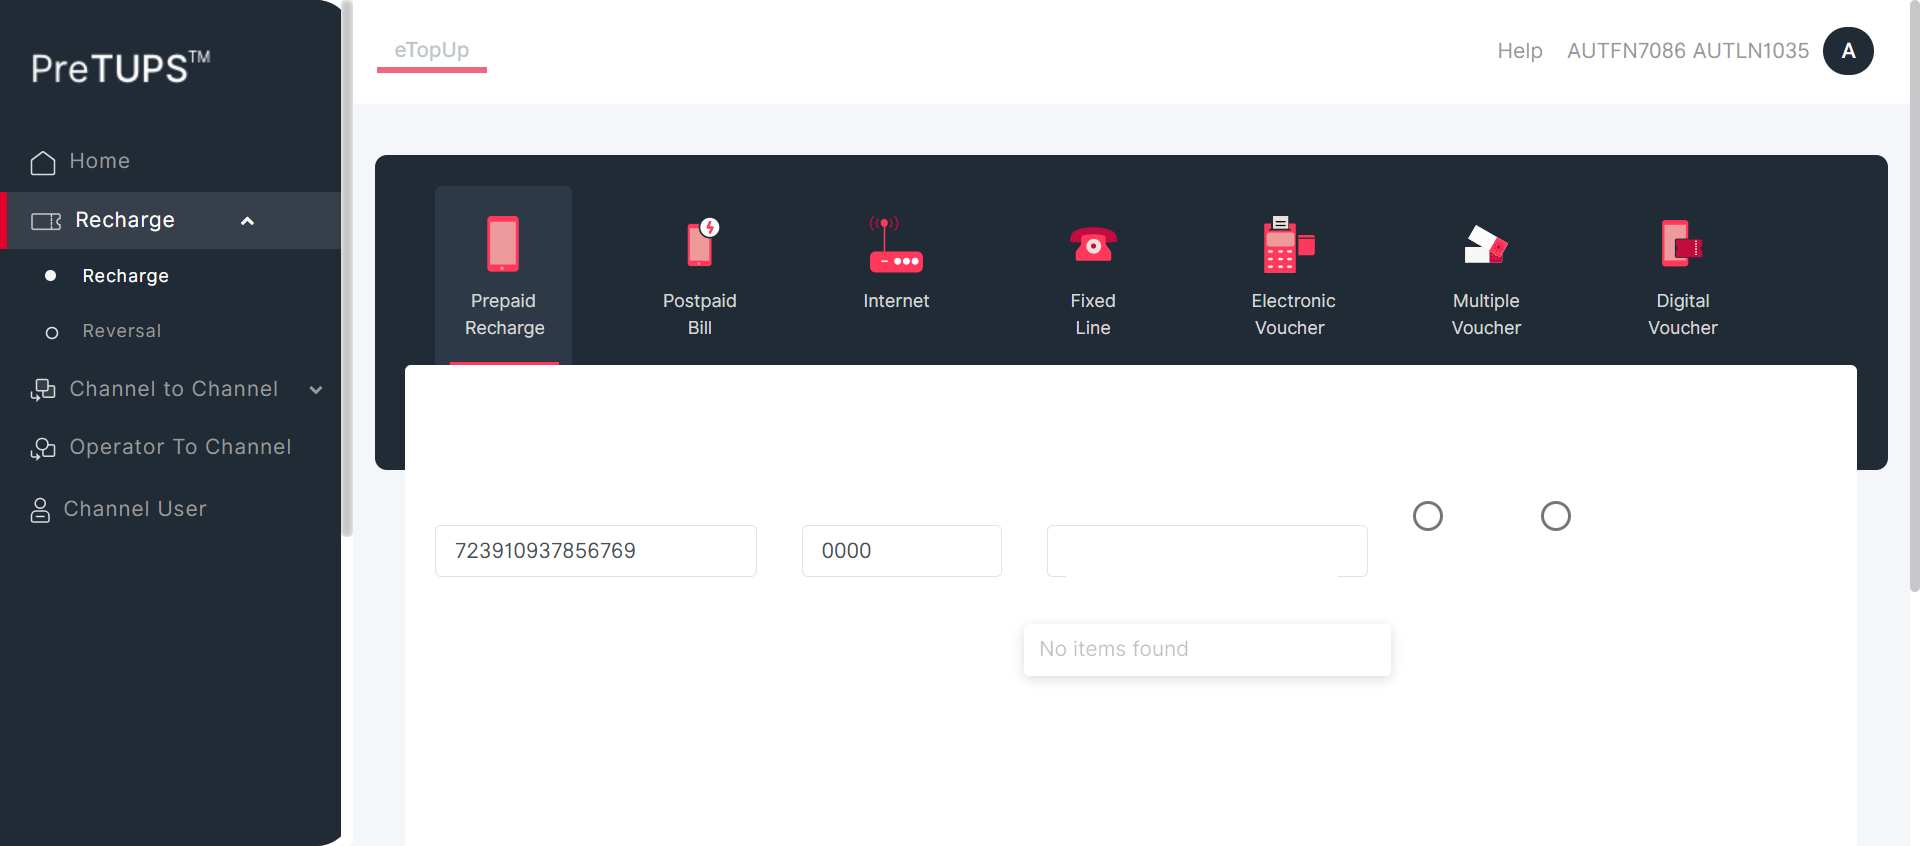 PreTUPS™
eTopUp
Help AUTFN7086 AUTLN1035 A
Home
Recharge
Recharge
Reversal
Channel to Channel
Operator To Channel
Channel User
Prepaid
Recharge
Postpaid
Bill
Internet
Fixed
Line
Electronic
Voucher
Multiple
Voucher
Digital
Voucher
723910937856769
0000
No items found